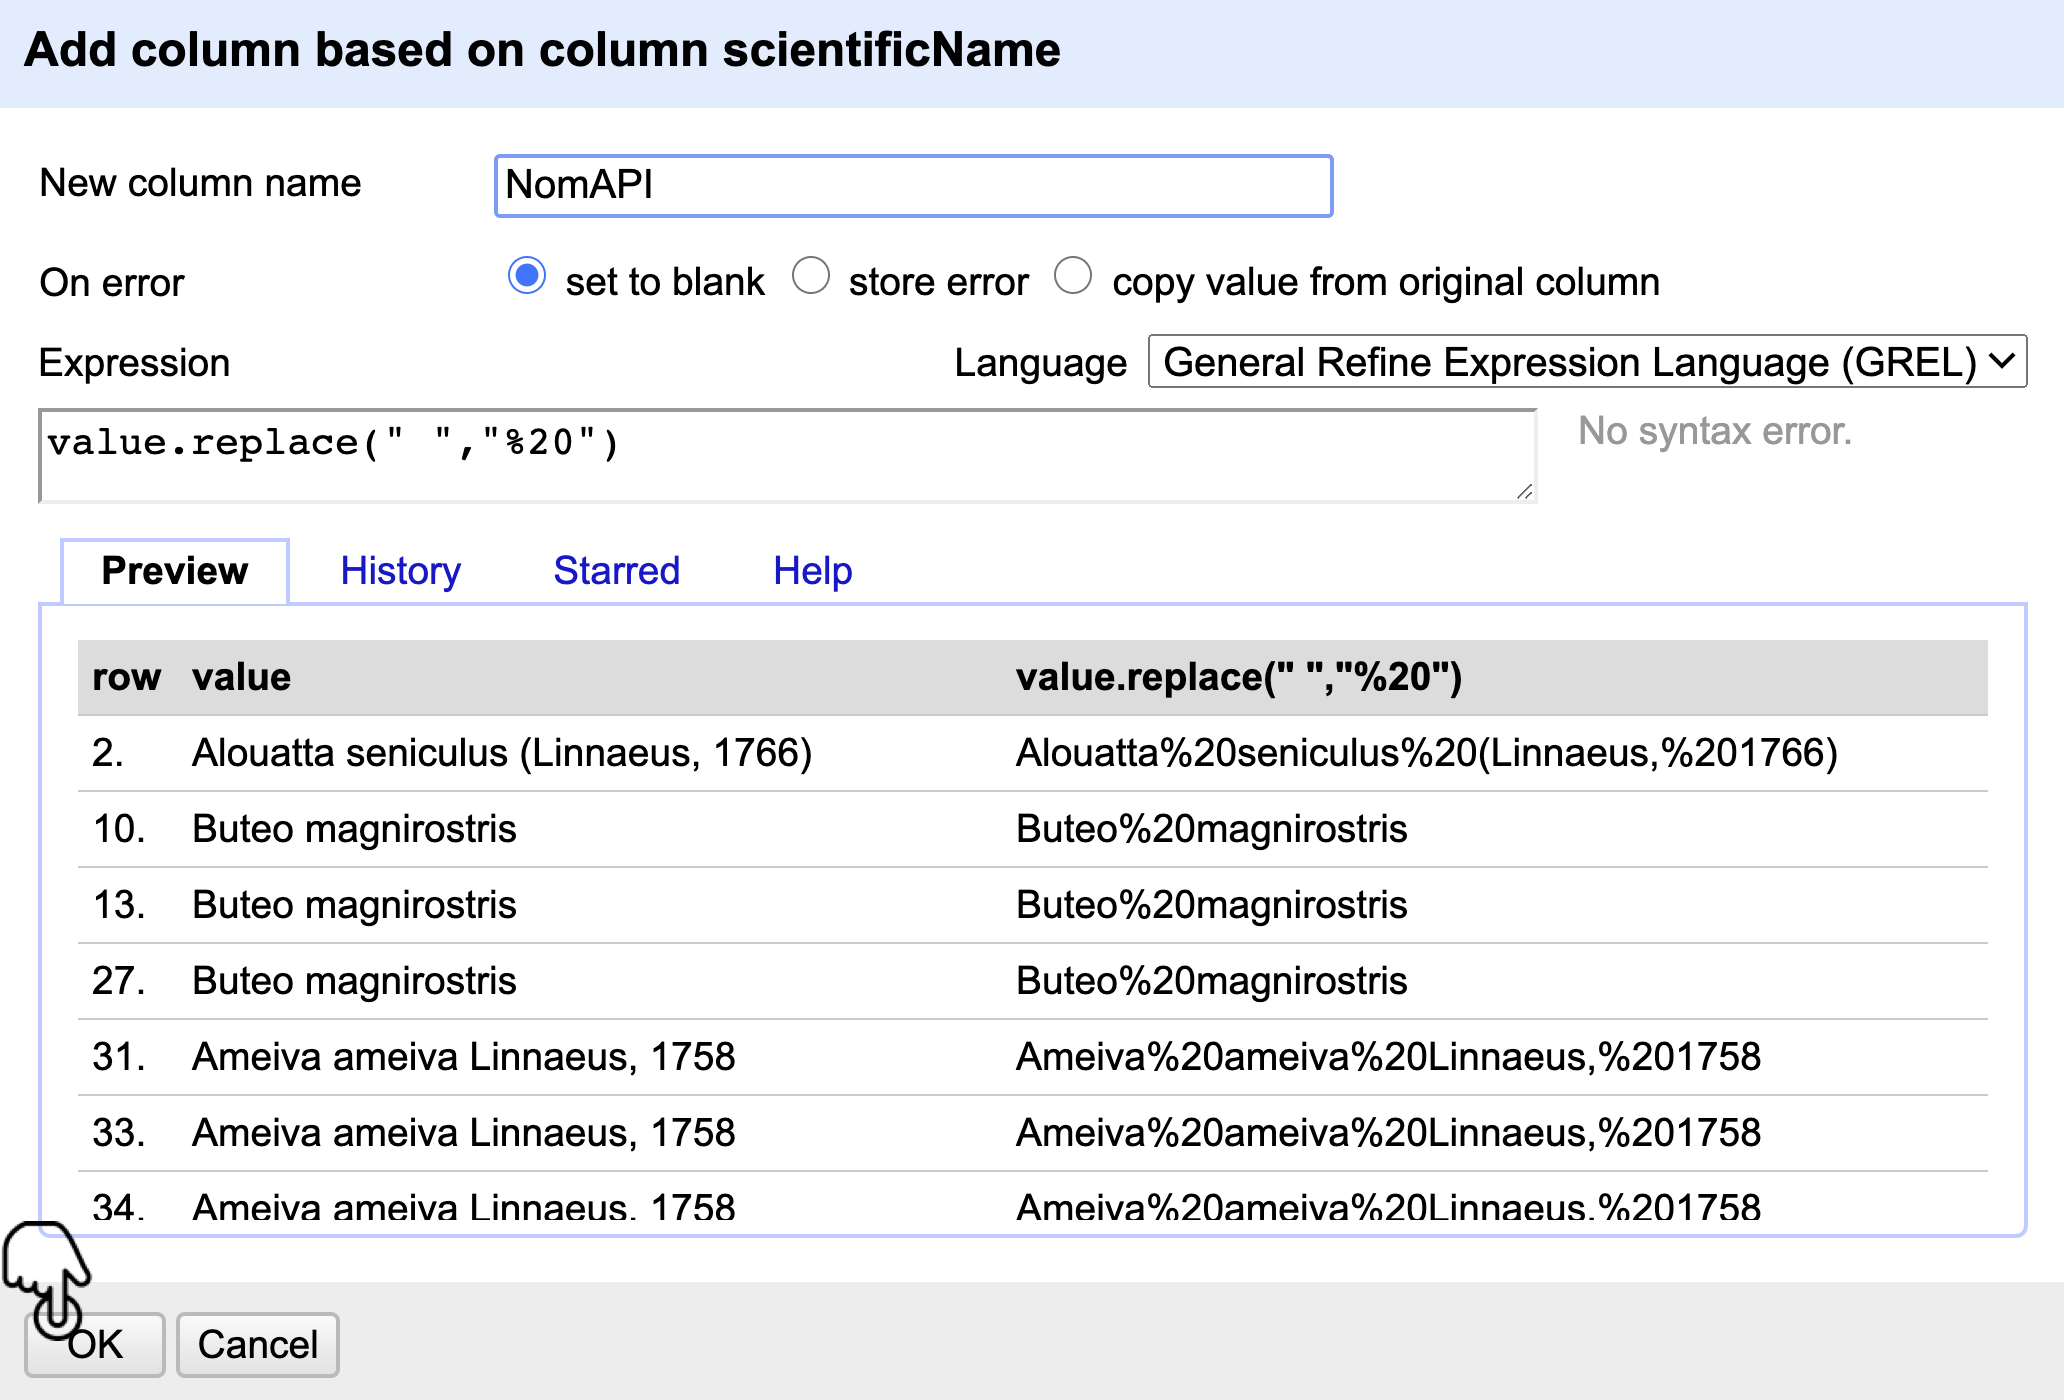 Add column based on column scientificName
New column name NomAPI
On error set to blank store error copy value from original column
Expression Language General Refine Expression Language (GREL)
value.replace(" ","%20") No syntax error.
Preview History Starred Help
row value value.replace(" ","%20")
2. Alouatta seniculus (Linnaeus, 1766) Alouatta%20seniculus%20(Linnaeus,%201766)
10. Buteo magnirostris Buteo%20magnirostris
13. Buteo magnirostris Buteo%20magnirostris
27. Buteo magnirostris Buteo%20magnirostris
31. Ameiva ameiva Linnaeus, 1758 Ameiva%20ameiva%20Linnaeus,%201758
33. Ameiva ameiva Linnaeus, 1758 Ameiva%20ameiva%20Linnaeus,%201758
34. Ameiva ameiva Linnaeus, 1758 Ameiva%20ameiva%20Linnaeus,%201758
OK Cancel